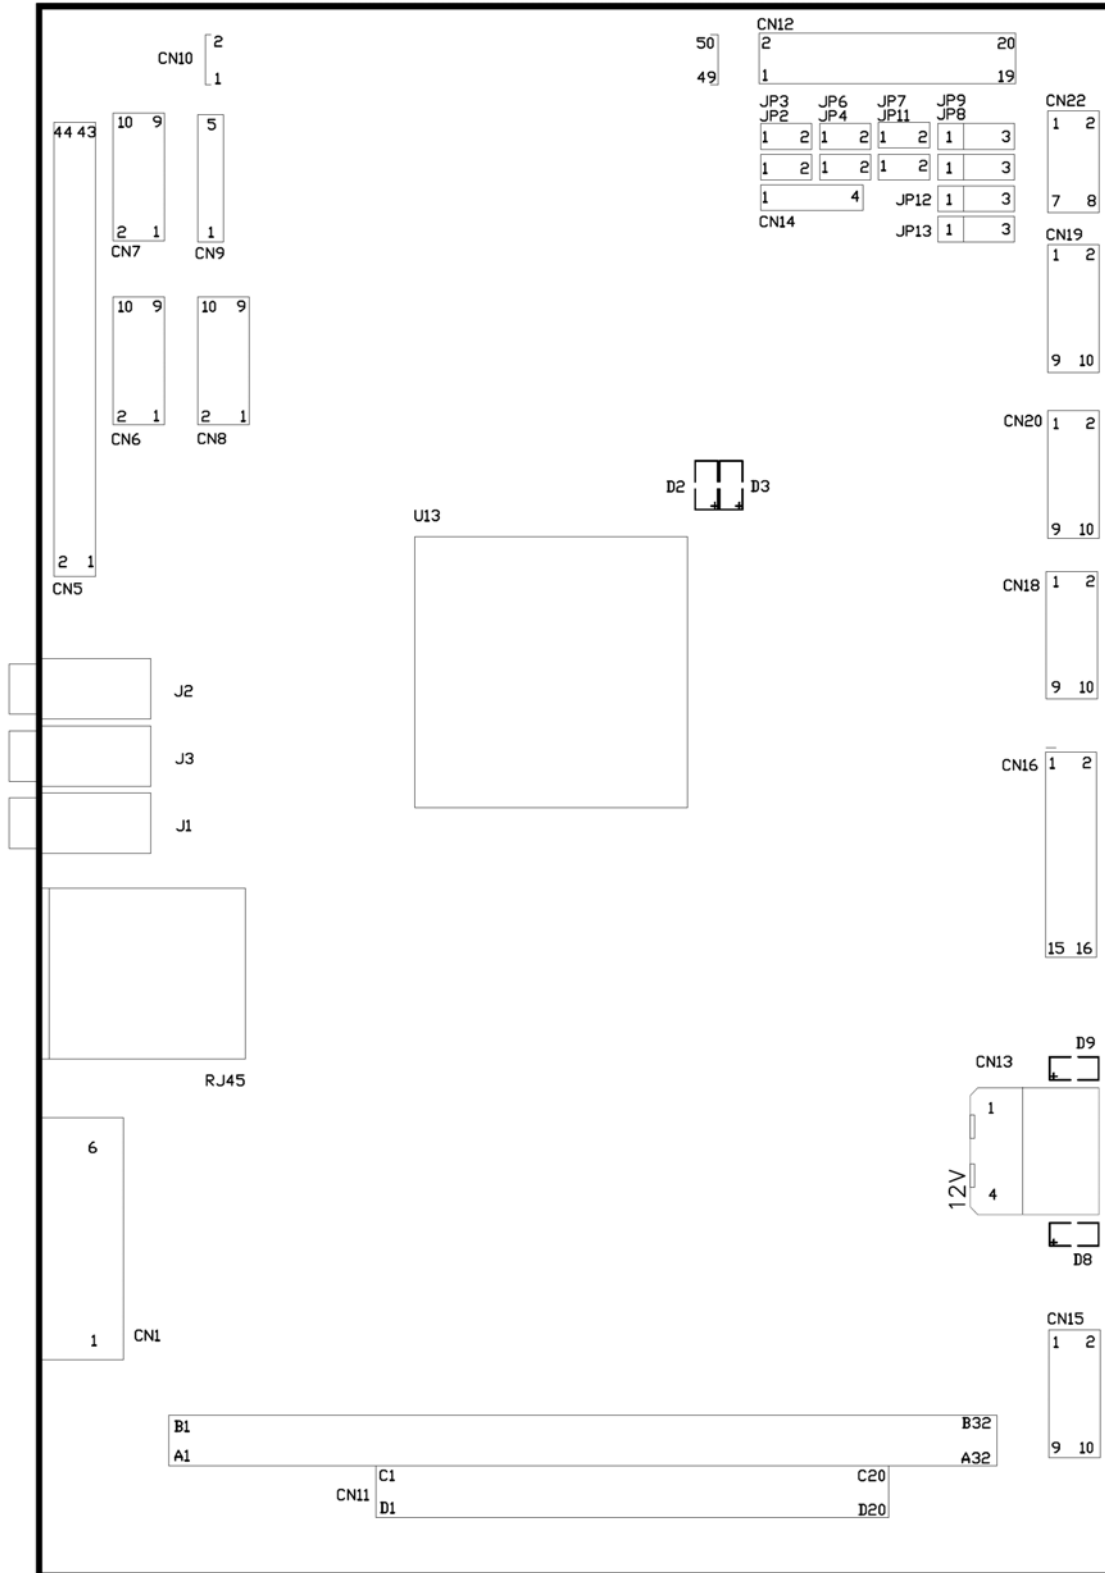 CN12
CN10
2
50
2
20
1
49
1
19
JP3 JP6 JP7 JP9
CN22
JP2 JP4 JP11 JP8
44 43
10 9
5
1 2
1 2
1 2
1 3
1 2
1 2
1 2
1 2
1 3
1 4
JP12
1 3
7 8
CN14
JP13
1 3
CN19
2 1
1
CN7
CN9
1 2
10 9
10 9
9 10
2 1
2 1
CN6
CN8
CN20
1 2
D2
D3
+
+
U13
9 10
2 1
CN5
CN18
1 2
J2
9 10
J3
CN16
1 2
J1
15 16
RJ45
D9
CN13
+
1
6
12V
4
+
D8
1
CN1
CN15
1 2
B1
B32
A1
A32
9 10
C1
C20
CN11
D1
D20